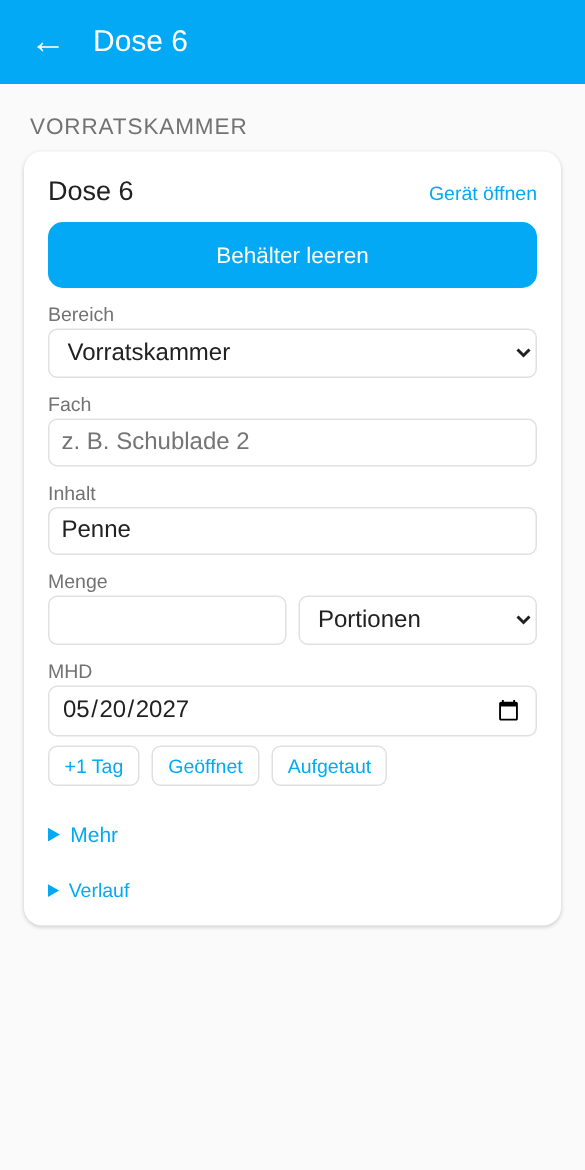 ← Dose 6
VORRATSKAMMER
Dose 6
Gerät öffnen
Behälter leeren
Bereich
Vorratskammer
Fach
z. B. Schublade 2
Inhalt
Penne
Menge
Portionen
MHD
05/20/2027
+1 Tag Geöffnet Aufgetaut
Mehr
Verlauf